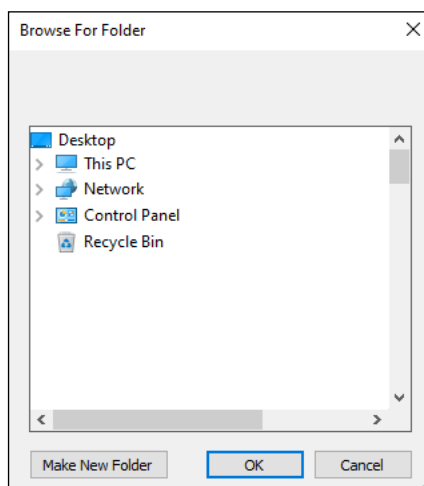 Browse For Folder
Desktop
This PC
Network
Control Panel
Recycle Bin
Make New Folder
OK
Cancel